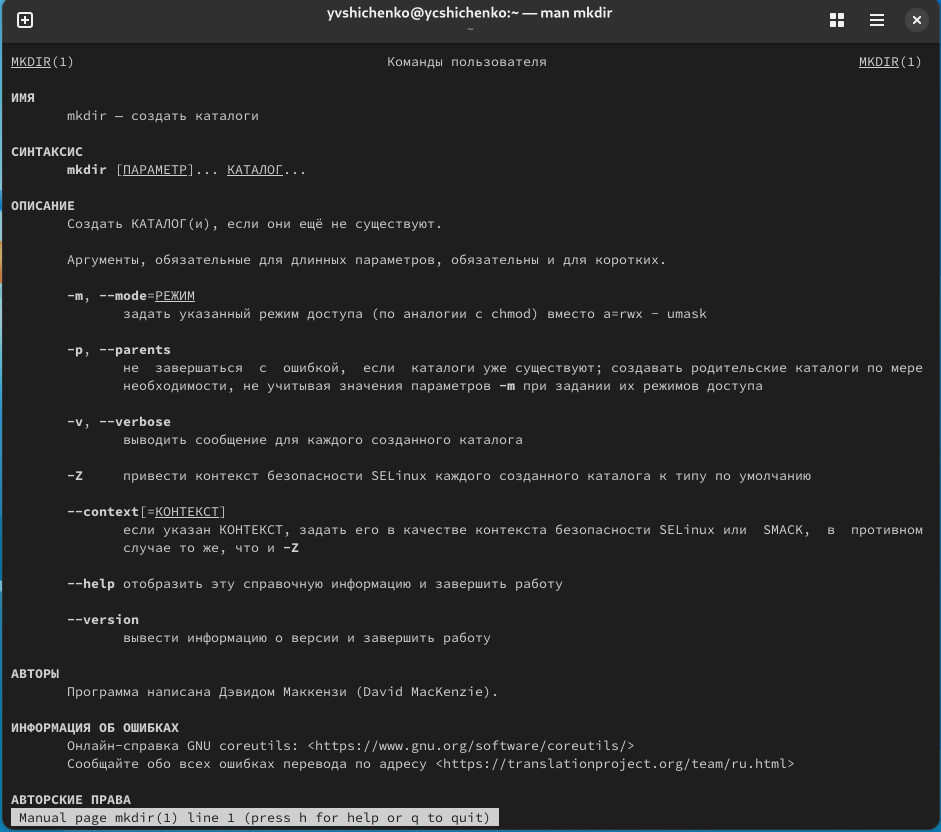 yvshichenko@ycshichenko:~ — man mkdir
~
MKDIR(1) Команды пользователя MKDIR(1)
ИМЯ
mkdir — создать каталоги
СИНТАКСИС
mkdir [ПАРАМЕТР]... КАТАЛОГ...
ОПИСАНИЕ
Создать КАТАЛОГ(и), если они ещё не существуют.
Аргументы, обязательные для длинных параметров, обязательны и для коротких.
-m, --mode=РЕЖИМ
задать указанный режим доступа (по аналогии с chmod) вместо a=rwx - umask
-p, --parents
не завершаться с ошибкой, если каталоги уже существуют; создавать родительские каталоги по мере
необходимости, не учитывая значения параметров -m при задании их режимов доступа
-v, --verbose
выводить сообщение для каждого созданного каталога
-Z привести контекст безопасности SELinux каждого созданного каталога к типу по умолчанию
--context[=КОНТЕКСТ]
если указан КОНТЕКСТ, задать его в качестве контекста безопасности SELinux или SMACK, в противном
случае то же, что и -Z
--help отобразить эту справочную информацию и завершить работу
--version
вывести информацию о версии и завершить работу
АВТОРЫ
Программа написана Дэвидом Маккензи (David MacKenzie).
ИНФОРМАЦИЯ ОБ ОШИБКАХ
Онлайн-справка GNU coreutils: <https://www.gnu.org/software/coreutils/>
Сообщайте обо всех ошибках перевода по адресу <https://translationproject.org/team/ru.html>
АВТОРСКИЕ ПРАВА
Manual page mkdir(1) line 1 (press h for help or q to quit)